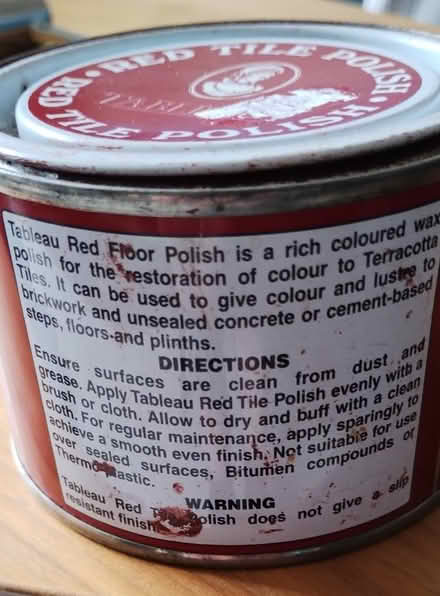 RED TILE POLISH • RED TILE POLISH •
TABL
Tableau Red Floor Polish is a rich coloured wax
polish for the restoration of colour to Terracotta
Tiles. It can be used to give colour and lustre to
brickwork and unsealed concrete or cement-based
steps, floors and plinths.
DIRECTIONS
Ensure surfaces are clean from dust and
grease. Apply Tableau Red Tile Polish evenly with a
brush or cloth. Allow to dry and buff with a clean
cloth. For regular maintenance, apply sparingly to
achieve a smooth even finish. Not suitable for use
over sealed surfaces, Bitumen compounds or
Thermoplastic.
WARNING
Tableau Red Tile Polish does not give a slip
resistant finish.